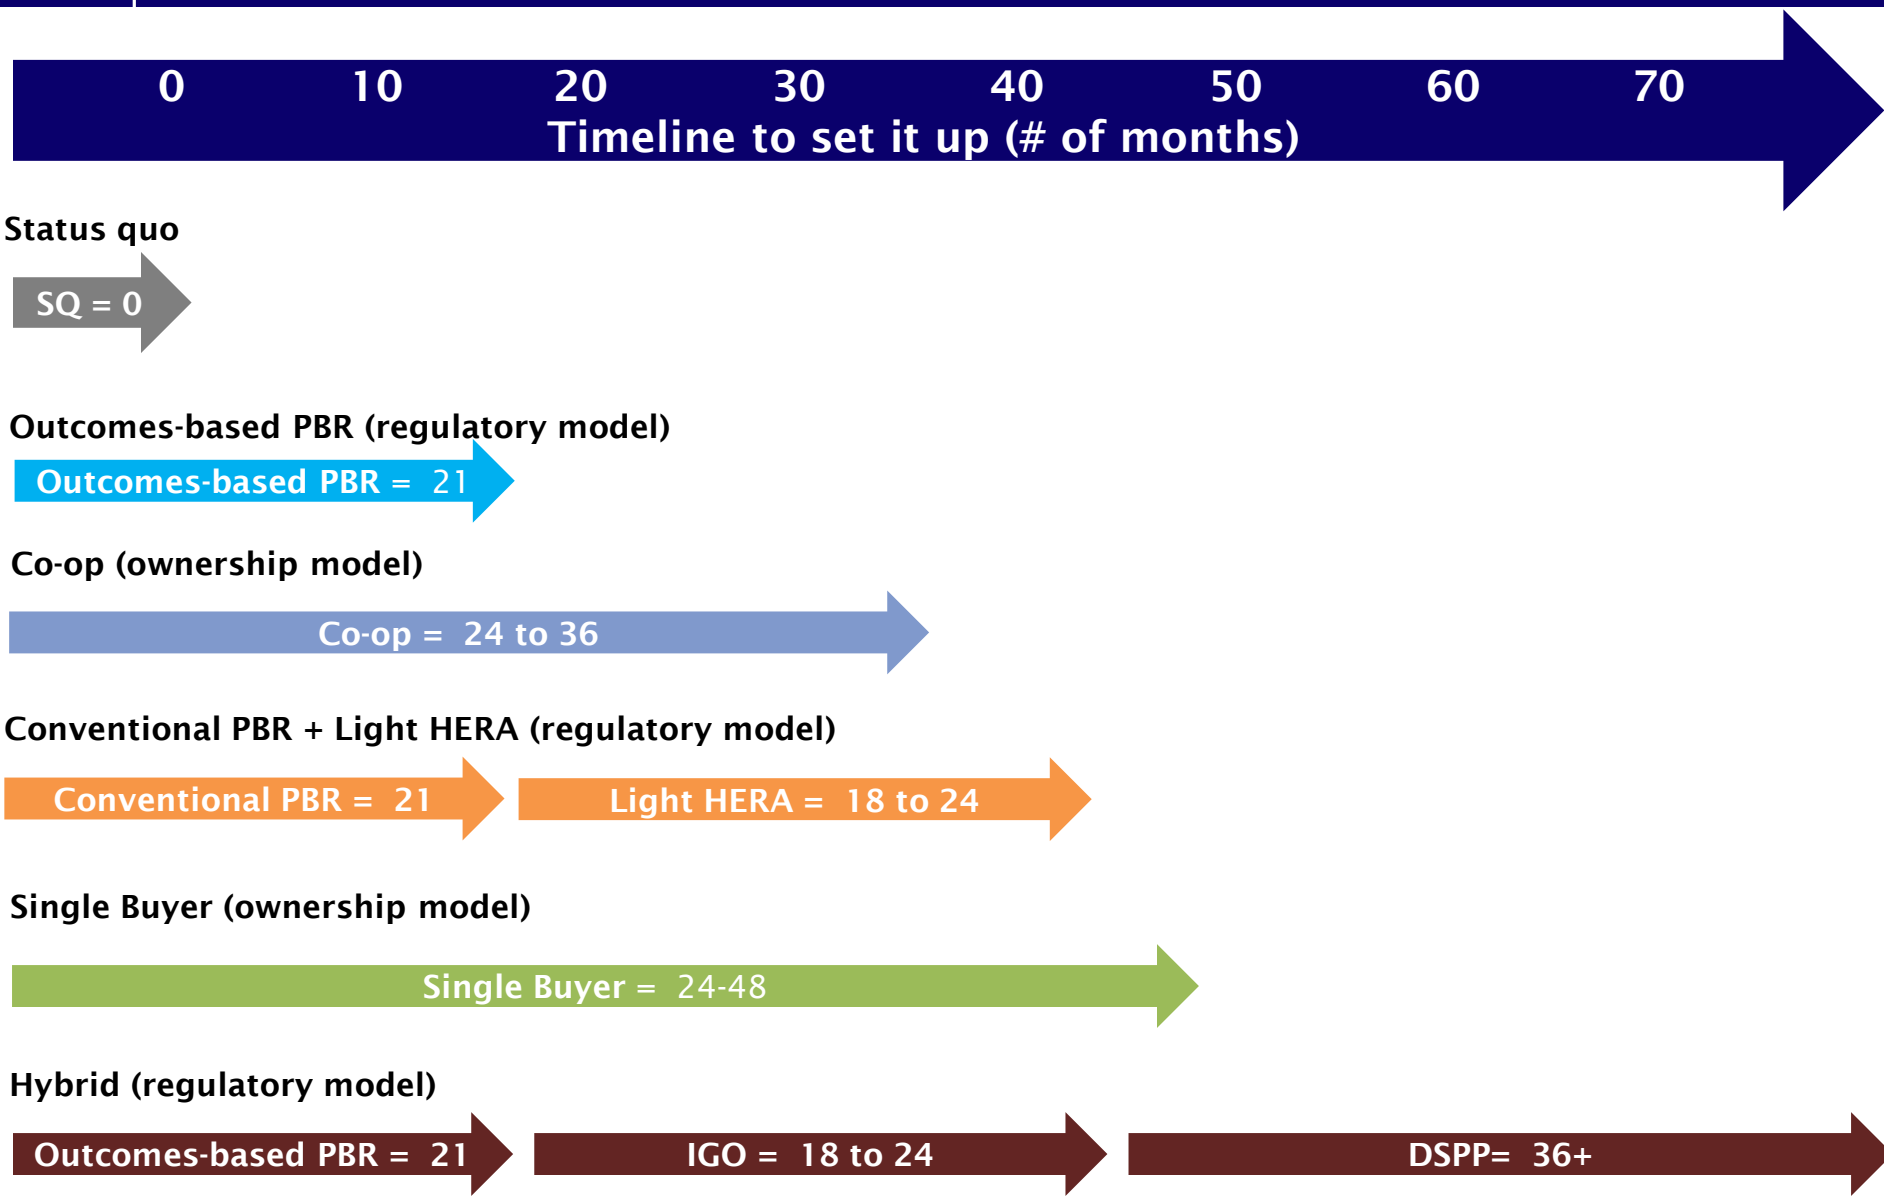 0 10 20 30 40 50 60 70
Timeline to set it up (# of months)
Status quo
SQ = 0
Outcomes-based PBR (regulatory model)
Outcomes-based PBR = 21
Co-op (ownership model)
Co-op = 24 to 36
Conventional PBR + Light HERA (regulatory model)
Conventional PBR = 21 Light HERA = 18 to 24
Single Buyer (ownership model)
Single Buyer = 24-48
Hybrid (regulatory model)
Outcomes-based PBR = 21 IGO = 18 to 24 DSPP= 36+